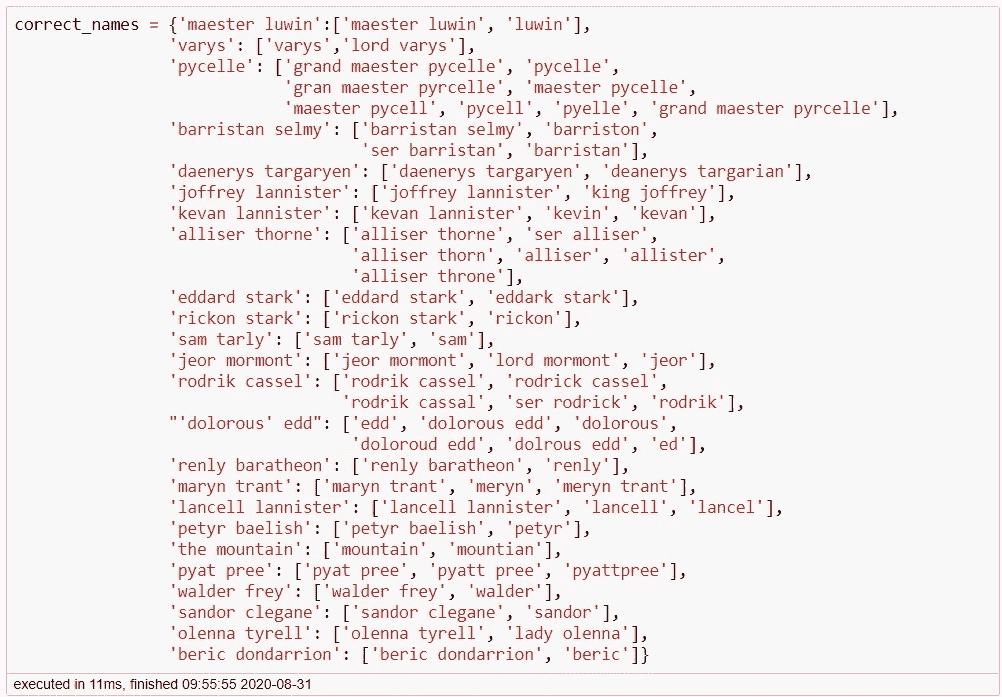 correct_names = {'maester luwin':['maester luwin', 'luwin'],
'varys': ['varys','lord varys'],
'pycelle': ['grand maester pycelle', 'pycelle',
'gran maester pyrcelle', 'maester pycelle',
'maester pycell', 'pycell', 'pyelle', 'grand maester pyrcelle'],
'barristan selmy': ['barristan selmy', 'barriston',
'ser barristan', 'barristan'],
'daenerys targaryen': ['daenerys targaryen', 'deanerys targarian'],
'joffrey lannister': ['joffrey lannister', 'king joffrey'],
'kevan lannister': ['kevan lannister', 'kevin', 'kevan'],
'alliser thorne': ['alliser thorne', 'ser alliser',
'alliser thorn', 'alliser', 'allister',
'alliser throne'],
'eddard stark': ['eddard stark', 'eddark stark'],
'rickon stark': ['rickon stark', 'rickon'],
'sam tarly': ['sam tarly', 'sam'],
'jeor mormont': ['jeor mormont', 'lord mormont', 'jeor'],
'rodrik cassel': ['rodrik cassel', 'rodrick cassel',
'rodrik cassal', 'ser rodrick', 'rodrik'],
"'dolorous' edd": ['edd', 'dolorous edd', 'dolorous',
'doloroud edd', 'dolrous edd', 'ed'],
'renly baratheon': ['renly baratheon', 'renly'],
'maryn trant': ['maryn trant', 'meryn', 'meryn trant'],
'lancell lannister': ['lancell lannister', 'lancell', 'lancel'],
'petyr baelish': ['petyr baelish', 'petyr'],
'the mountain': ['mountain', 'mountian'],
'pyat pree': ['pyat pree', 'pyatt pree', 'pyattpree'],
'walder frey': ['walder frey', 'walder'],
'sandor clegane': ['sandor clegane', 'sandor'],
'olenna tyrell': ['olenna tyrell', 'lady olenna'],
'beric dondarrion': ['beric dondarrion', 'beric']}
executed in 11ms, finished 09:55:55 2020-08-31